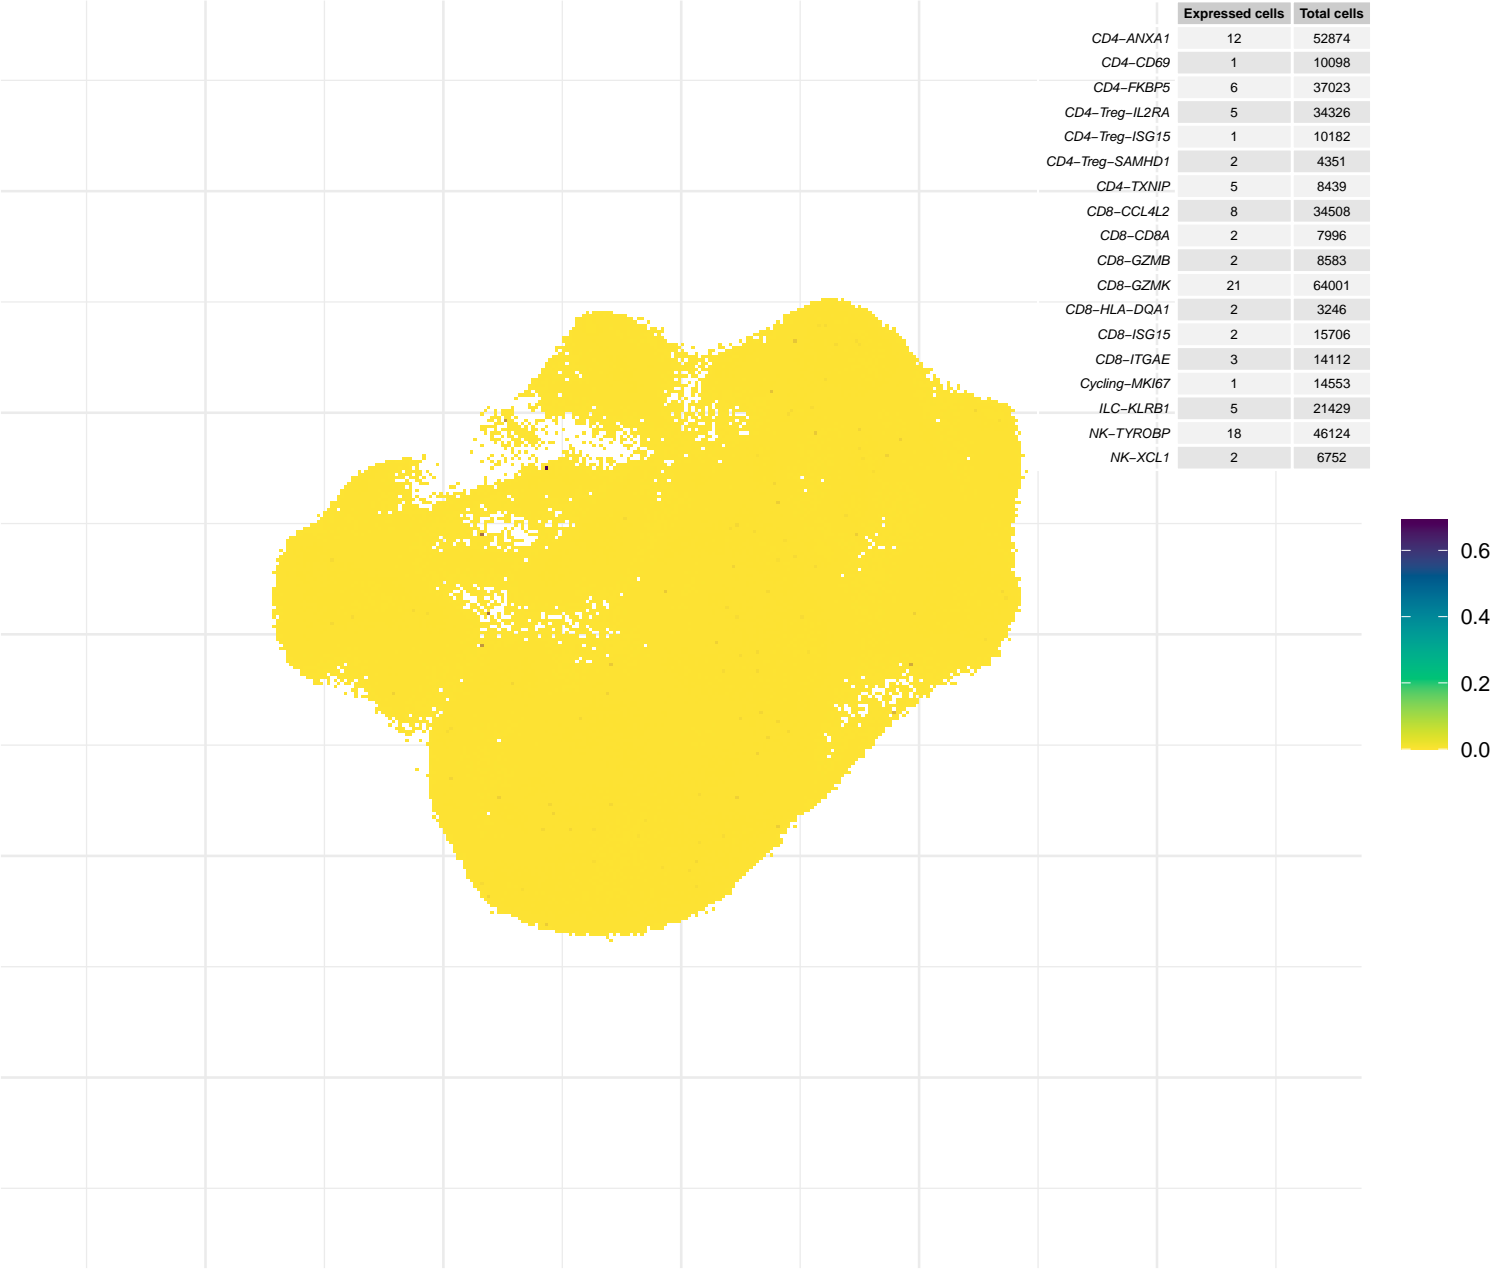 Expressed cells Total cells
CD4−ANXA1 12 52874
CD4−CD69 1 10098
CD4−FKBP5 6 37023
CD4−Treg−IL2RA 5 34326
CD4−Treg−ISG15 1 10182
CD4−Treg−SAMHD1 2 4351
CD4−TXNIP 5 8439
CD8−CCL4L2 8 34508
CD8−CD8A 2 7996
CD8−GZMB 2 8583
CD8−GZMK 21 64001
CD8−HLA−DQA1 2 3246
CD8−ISG15 2 15706
CD8−ITGAE 3 14112
Cycling−MKI67 1 14553
ILC−KLRB1 5 21429
NK−TYROBP 18 46124
NK−XCL1 2 6752
0.6
0.4
0.2
0.0